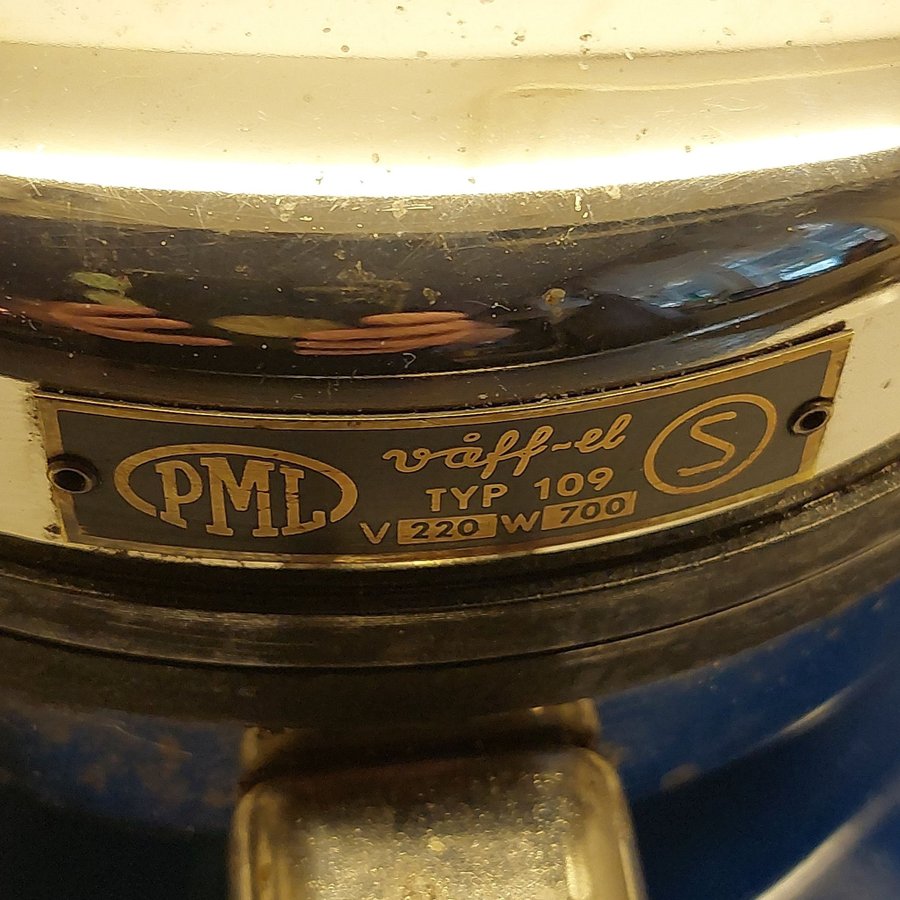 PML
våff-el
TYP 109
V 220 W 700
S